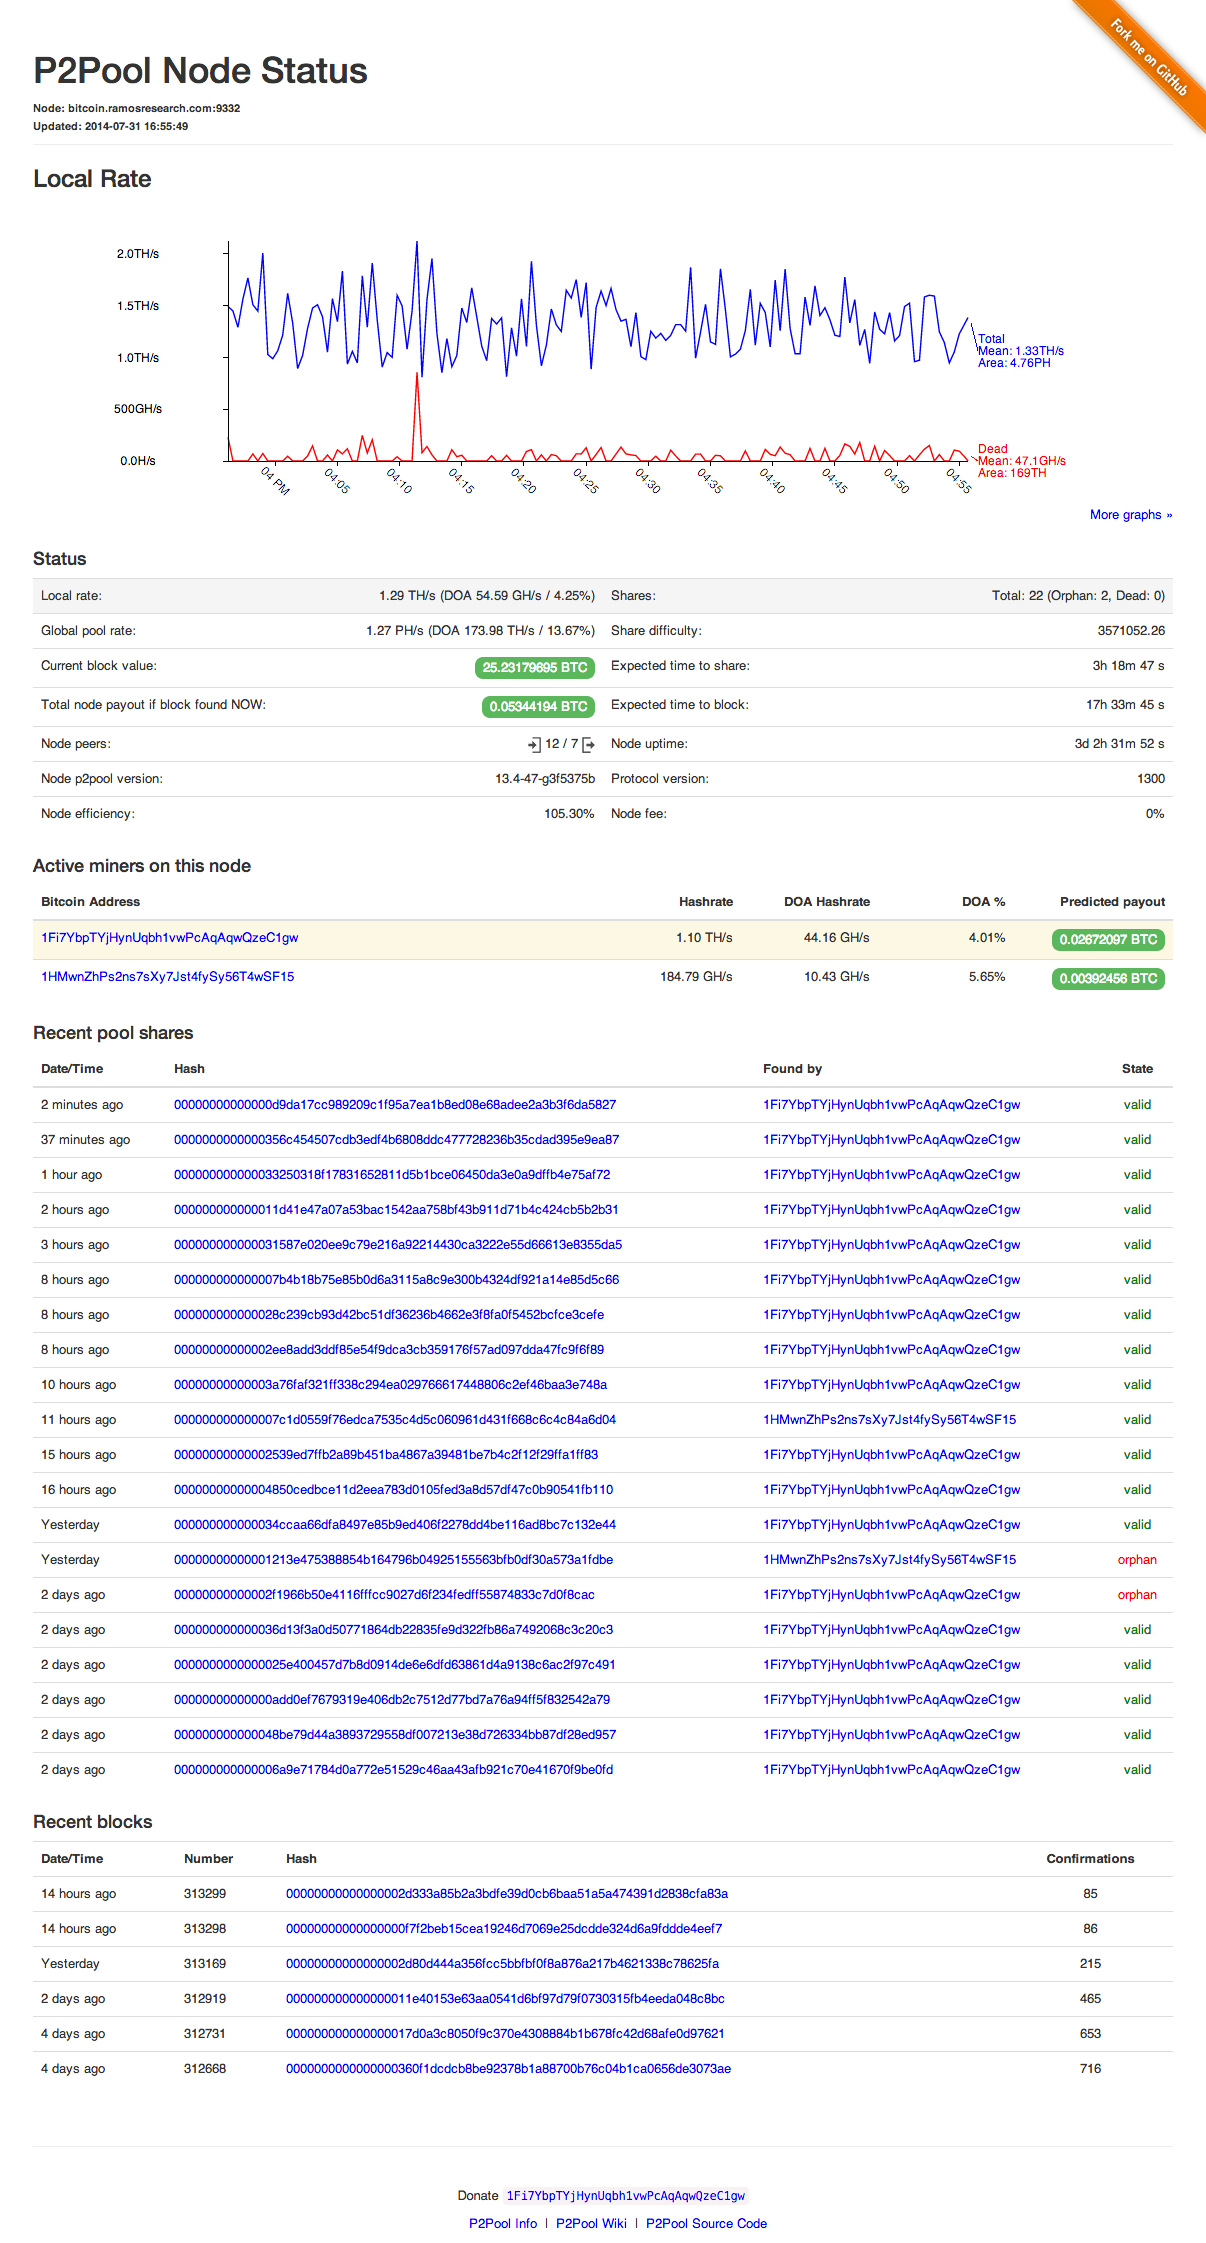 Fork me on GitHub
P2Pool Node Status
Node: bitcoin.ramosresearch.com:9332
Updated: 2014-07-31 16:55:49
Local Rate
2.0TH/s
1.5TH/s
1.0TH/s
500GH/s
0.0H/s
Total
Mean: 1.33TH/s
Area: 4.76PH
Dead
Mean: 47.1GH/s
Area: 169TH
04 PM 04:05 04:10 04:15 04:20 04:25 04:30 04:35 04:40 04:45 04:50 04:55
More graphs »
Status
Local rate: 1.29 TH/s (DOA 54.59 GH/s / 4.25%) Shares: Total: 22 (Orphan: 2, Dead: 0)
Global pool rate: 1.27 PH/s (DOA 173.98 TH/s / 13.67%) Share difficulty: 3571052.26
Current block value: 25.23179695 BTC Expected time to share: 3h 18m 47 s
Total node payout if block found NOW: 0.05344194 BTC Expected time to block: 17h 33m 45 s
Node peers: 12 / 7 Node uptime: 3d 2h 31m 52 s
Node p2pool version: 13.4-47-g3f5375b Protocol version: 1300
Node efficiency: 105.30% Node fee: 0%
Active miners on this node
Bitcoin Address Hashrate DOA Hashrate DOA % Predicted payout
1Fi7YbpTYjHynUqbh1vwPcAqAqwQzeC1gw 1.10 TH/s 44.16 GH/s 4.01% 0.02672097 BTC
1HMwnZhPs2ns7sXy7Jst4fySy56T4wSF15 184.79 GH/s 10.43 GH/s 5.65% 0.00392456 BTC
Recent pool shares
Date/Time Hash Found by State
2 minutes ago 00000000000000d9da17cc989209c1f95a7ea1b8ed08e68adee2a3b3f6da5827 1Fi7YbpTYjHynUqbh1vwPcAqAqwQzeC1gw valid
37 minutes ago 0000000000000356c454507cdb3edf4b6808ddc477728236b35cdad395e9ea87 1Fi7YbpTYjHynUqbh1vwPcAqAqwQzeC1gw valid
1 hour ago 000000000000033250318f17831652811d5b1bce06450da3e0a9dffb4e75af72 1Fi7YbpTYjHynUqbh1vwPcAqAqwQzeC1gw valid
2 hours ago 000000000000011d41e47a07a53bac1542aa758bf43b911d71b4c424cb5b2b31 1Fi7YbpTYjHynUqbh1vwPcAqAqwQzeC1gw valid
3 hours ago 000000000000031587e020ee9c79e216a92214430ca3222e55d66613e8355da5 1Fi7YbpTYjHynUqbh1vwPcAqAqwQzeC1gw valid
8 hours ago 000000000000007b4b18b75e85b0d6a3115a8c9e300b4324df921a14e85d5c66 1Fi7YbpTYjHynUqbh1vwPcAqAqwQzeC1gw valid
8 hours ago 000000000000028c239cb93d42bc51df36236b4662e3f8fa0f5452bcfce3cefe 1Fi7YbpTYjHynUqbh1vwPcAqAqwQzeC1gw valid
8 hours ago 0000000000002ee8add3ddf85e54f9dca3cb359176f57ad097dda47fc9f6f89 1Fi7YbpTYjHynUqbh1vwPcAqAqwQzeC1gw valid
10 hours ago 00000000000003a76faf321ff338c294ea029766617448806c2ef46baa3e748a 1Fi7YbpTYjHynUqbh1vwPcAqAqwQzeC1gw valid
11 hours ago 000000000000007c1d0559f76edca7535c4d5c060961d431f668c6c4c84a6d04 1HMwnZhPs2ns7sXy7Jst4fySy56T4wSF15 valid
15 hours ago 0000000000002539ed7ffb2a89b451ba4867a39481be7b4c2f12f29ffa1ff83 1Fi7YbpTYjHynUqbh1vwPcAqAqwQzeC1gw valid
16 hours ago 00000000000004850cedbce11d2eea783d0105fed3a8d57df47c0b90541fb110 1Fi7YbpTYjHynUqbh1vwPcAqAqwQzeC1gw valid
Yesterday 000000000000034ccaa66dfa8497e85b9ed406f2278dd4be116ad8bc7c132e44 1Fi7YbpTYjHynUqbh1vwPcAqAqwQzeC1gw valid
Yesterday 00000000000001213e475388854b164796b04925155563bfb0df30a573a1fdbe 1HMwnZhPs2ns7sXy7Jst4fySy56T4wSF15 orphan
2 days ago 0000000000002f1966b50e4116fffcc9027d6f234fedff55874833c7d0f8cac 1Fi7YbpTYjHynUqbh1vwPcAqAqwQzeC1gw orphan
2 days ago 000000000000036d13f3a0d50771864db22835fe9d322fb86a7492068c3c20c3 1Fi7YbpTYjHynUqbh1vwPcAqAqwQzeC1gw valid
2 days ago 0000000000000025e400457d7b8d0914de6e6dfd63861d4a9138c6ac2f97c491 1Fi7YbpTYjHynUqbh1vwPcAqAqwQzeC1gw valid
2 days ago 00000000000000add0ef7679319e406db2c7512d77bd7a76a94ff5f832542a79 1Fi7YbpTYjHynUqbh1vwPcAqAqwQzeC1gw valid
2 days ago 000000000000048be79d44a3893729558df007213e38d726334bb87df28ed957 1Fi7YbpTYjHynUqbh1vwPcAqAqwQzeC1gw valid
2 days ago 000000000000006a9e71784d0a772e51529c46aa43afb921c70e41670f9be0fd 1Fi7YbpTYjHynUqbh1vwPcAqAqwQzeC1gw valid
Recent blocks
Date/Time Number Hash Confirmations
14 hours ago 313299 00000000000000002d333a85b2a3bdfe39d0cb6baa51a5a474391d2838cfa83a 85
14 hours ago 313298 00000000000000000f7f2beb15cea19246d7069e25dcdde324d6a9fddde4eef7 86
Yesterday 313169 00000000000000002d80d444a356fcc5bbfbf0f8a876a217b4621338c78625fa 215
2 days ago 312919 000000000000000011e40153e63aa0541d6bf97d79f0730315fb4eeda048c8bc 465
4 days ago 312731 000000000000000017d0a3c8050f9c370e4308884b1b678fc42d68afe0d97621 653
4 days ago 312668 0000000000000000360f1dcdcb8be92378b1a88700b76c04b1ca0656de3073ae 716
Donate 1Fi7YbpTYjHynUqbh1vwPcAqAqwQzeC1gw
P2Pool Info | P2Pool Wiki | P2Pool Source Code